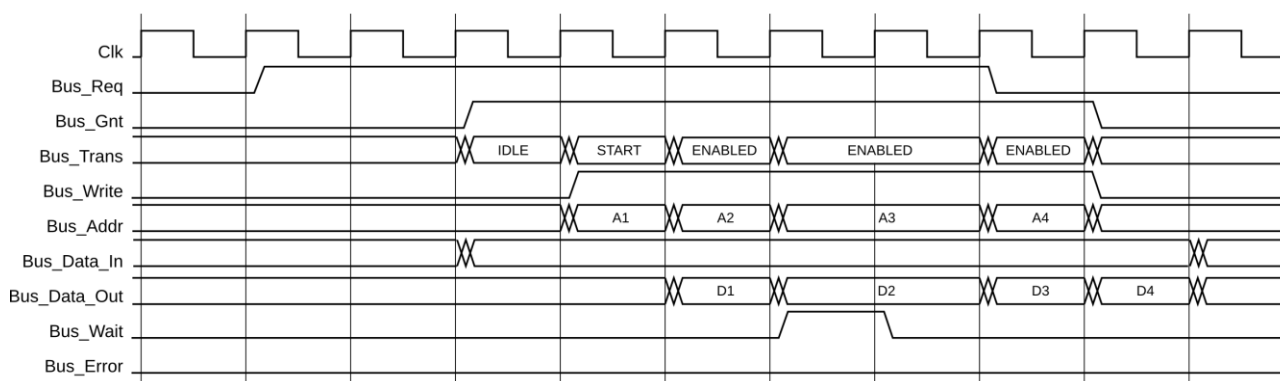 Clk
Bus_Req
Bus_Gnt
Bus_Trans IDLE START ENABLED ENABLED ENABLED
Bus_Write
Bus_Addr A1 A2 A3 A4
Bus_Data_In
Bus_Data_Out D1 D2 D3 D4
Bus_Wait
Bus_Error